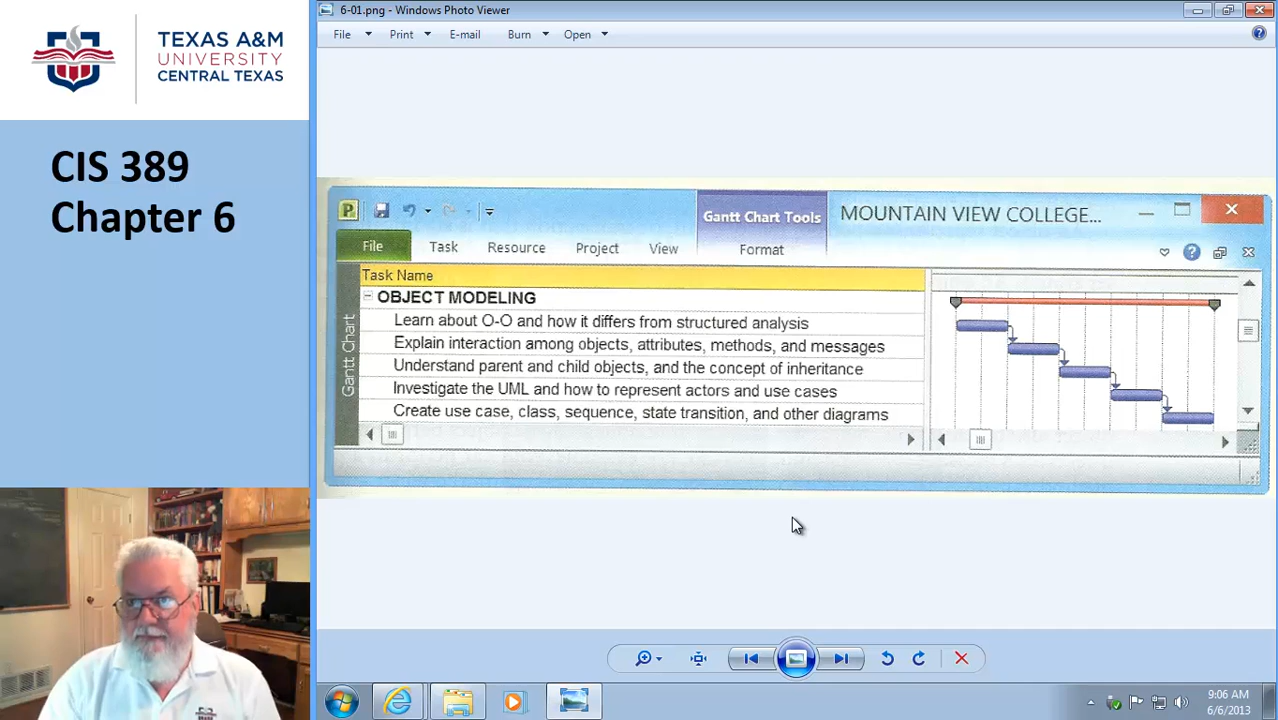 TEXAS A&M
UNIVERSITY
CENTRAL TEXAS
CIS 389
Chapter 6
6-01.png - Windows Photo Viewer
File Print E-mail Burn Open
Gantt Chart Tools
MOUNTAIN VIEW COLLEGE...
File Task Resource Project View Format
Gantt Chart
Task Name
OBJECT MODELING
Learn about O-O and how it differs from structured analysis
Explain interaction among objects, attributes, methods, and messages
Understand parent and child objects, and the concept of inheritance
Investigate the UML and how to represent actors and use cases
Create use case, class, sequence, state transition, and other diagrams
9:06 AM
6/6/2013